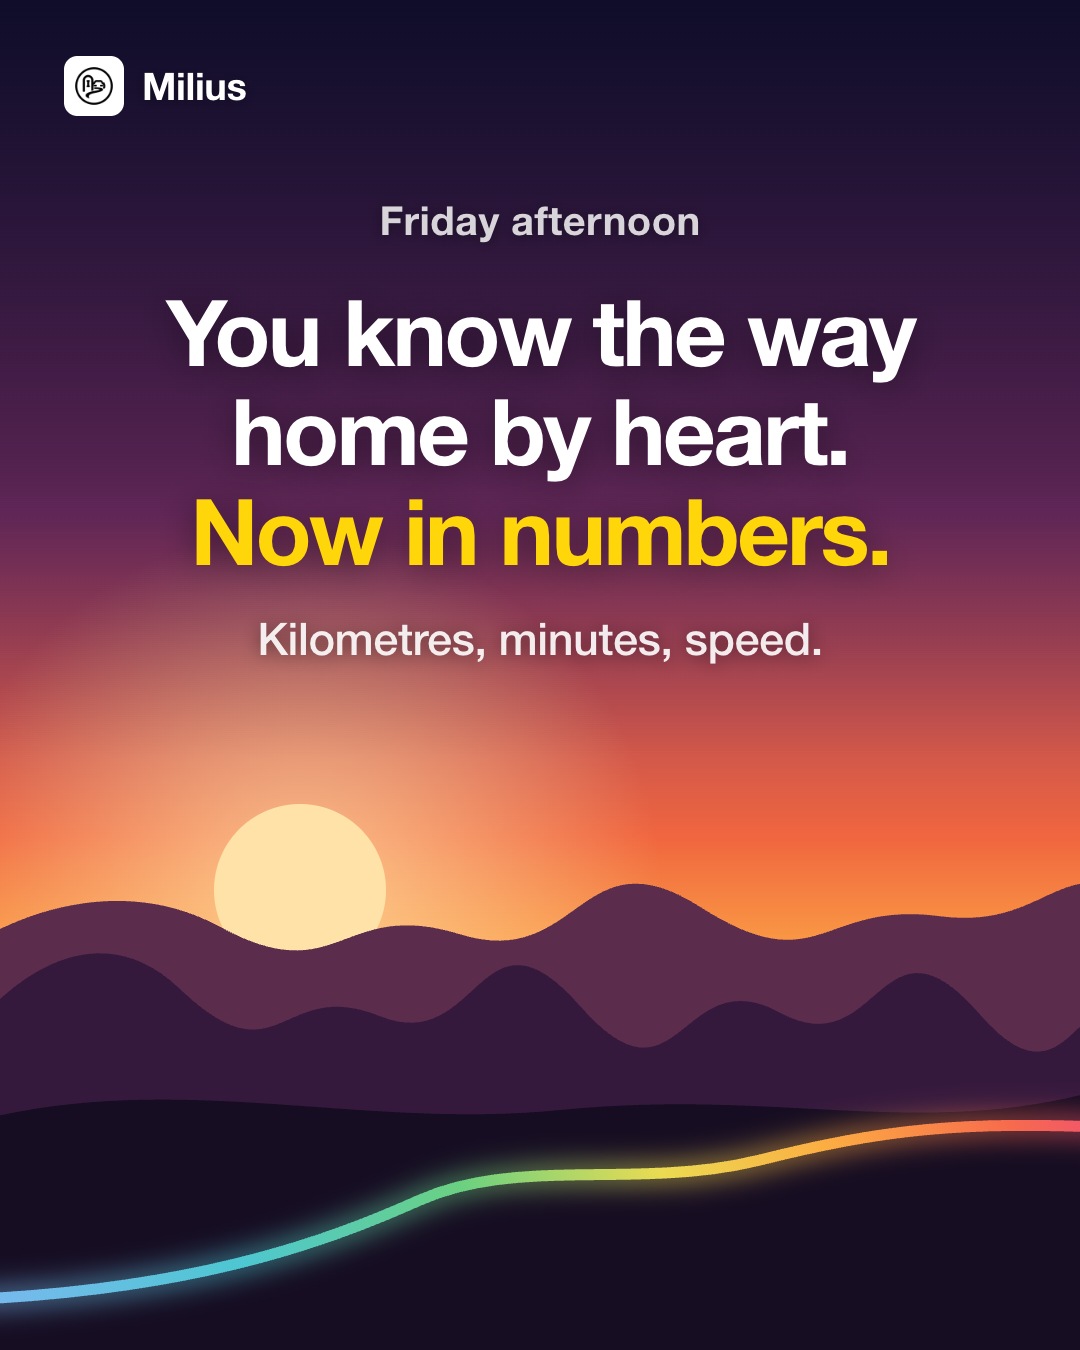 Milius
Friday afternoon
You know the way
home by heart.
Now in numbers.
Kilometres, minutes, speed.